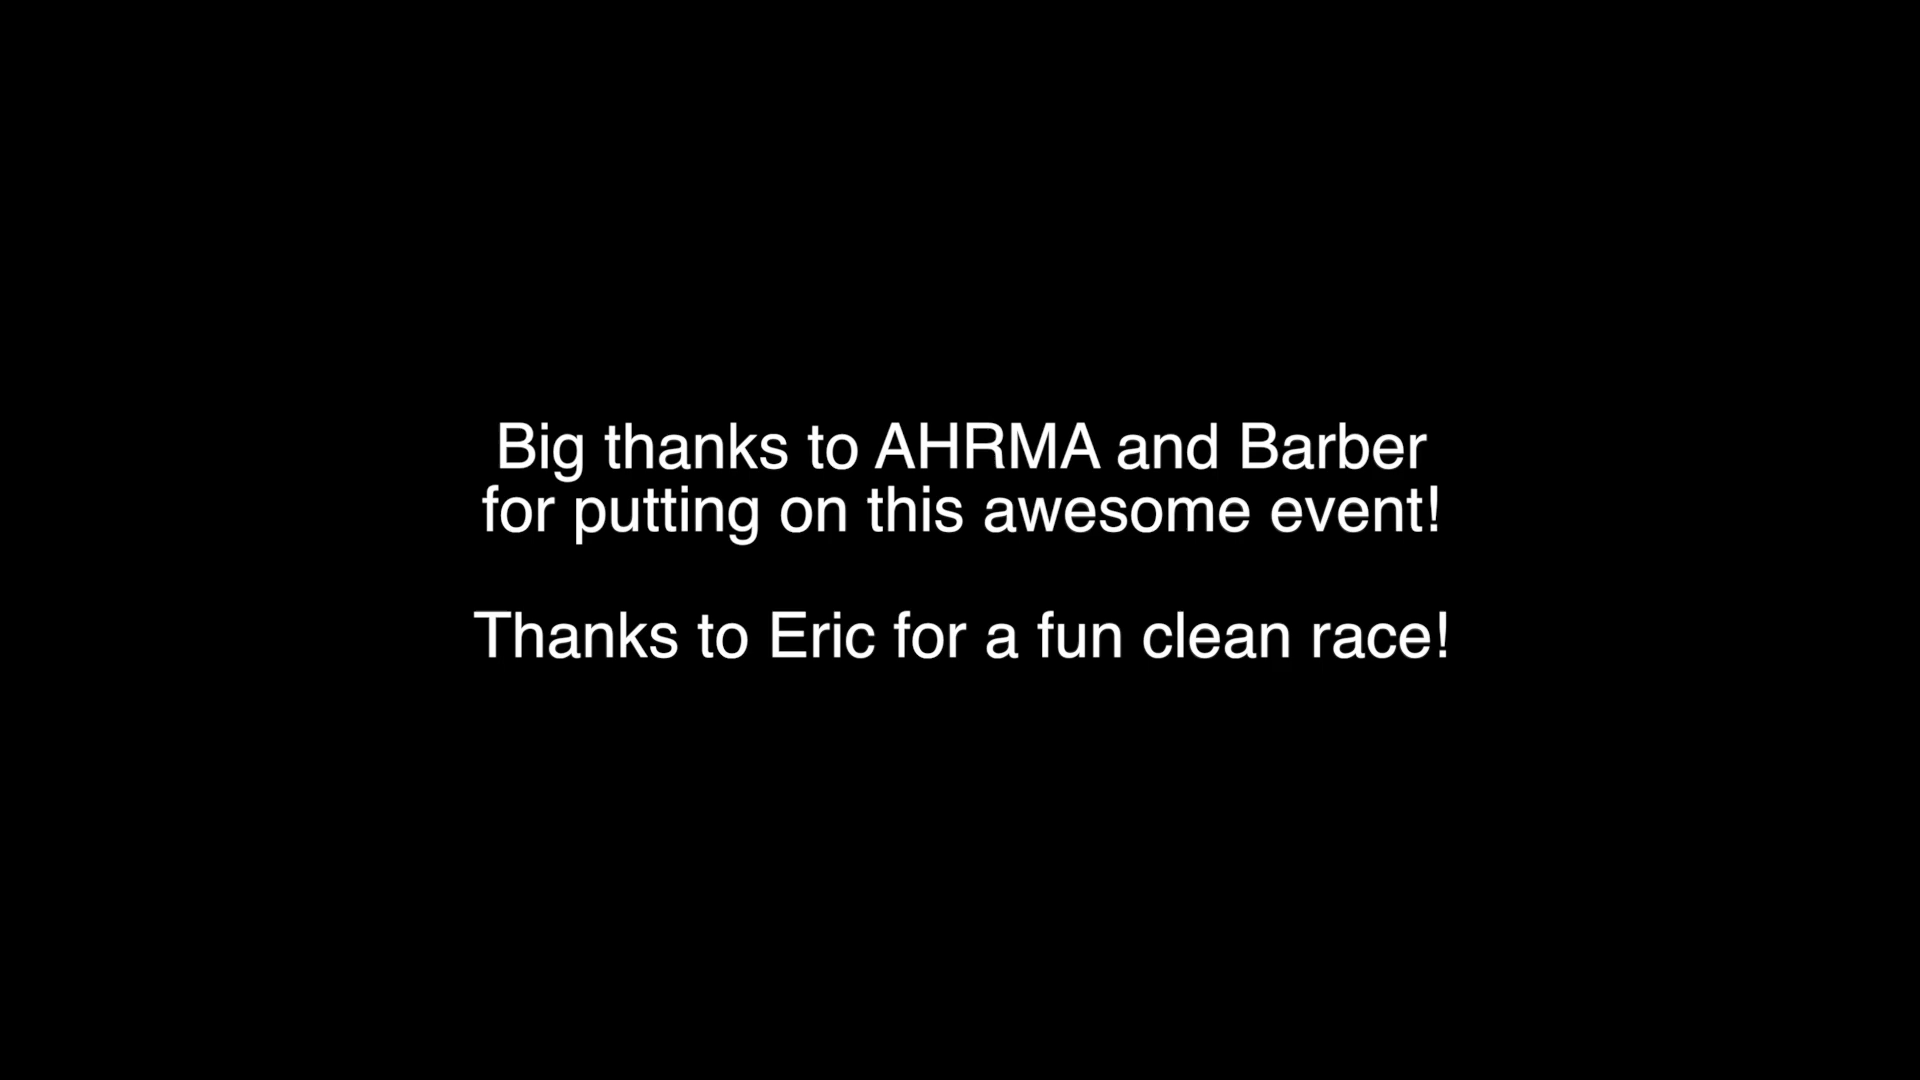 Big thanks to AHRMA and Barber
for putting on this awesome event!
Thanks to Eric for a fun clean race!